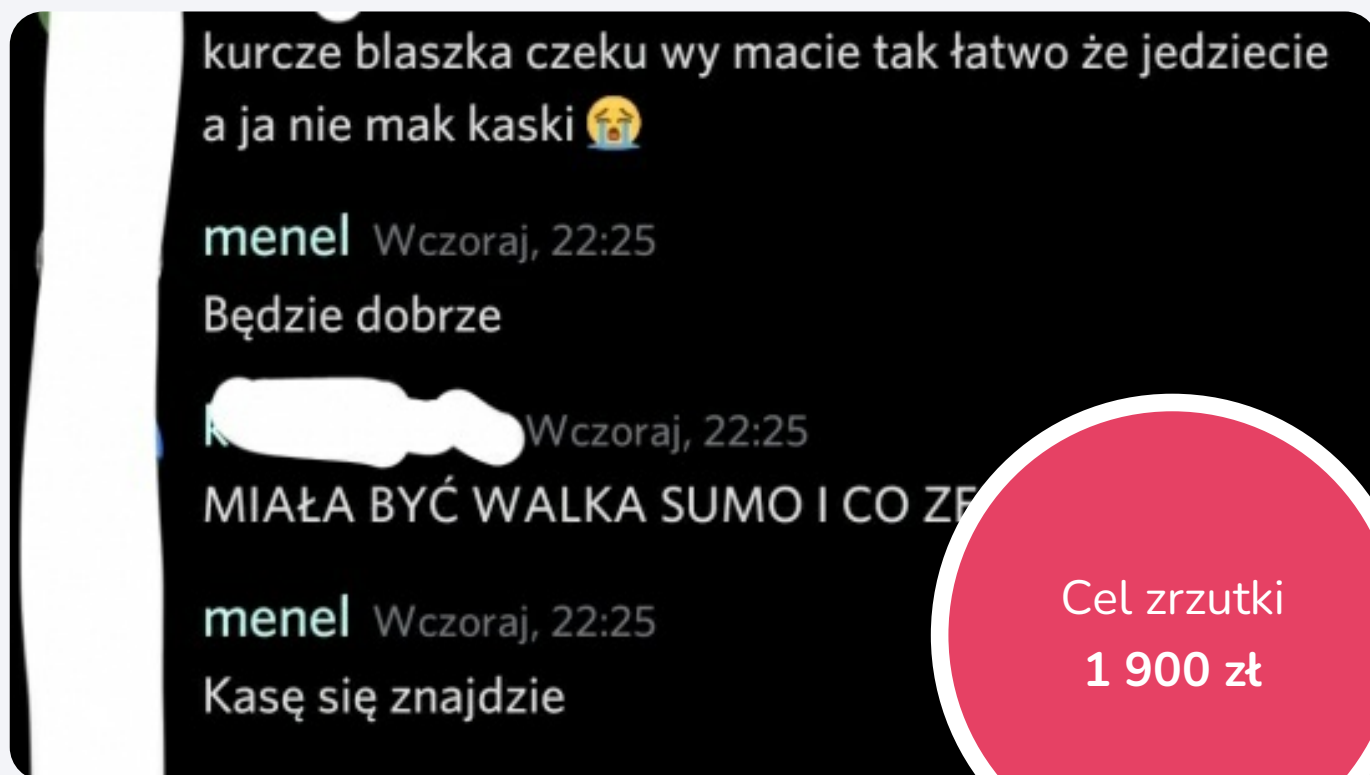 kurcze blaszka czeku wy macie tak łatwo że jedziecie
a ja nie mak kaski 😭
menel Wczoraj, 22:25
Będzie dobrze
Wczoraj, 22:25
MIAŁA BYĆ WALKA SUMO I CO
menel Wczoraj, 22:25
Kasę się znajdzie
Cel zrzutki
1 900 zł